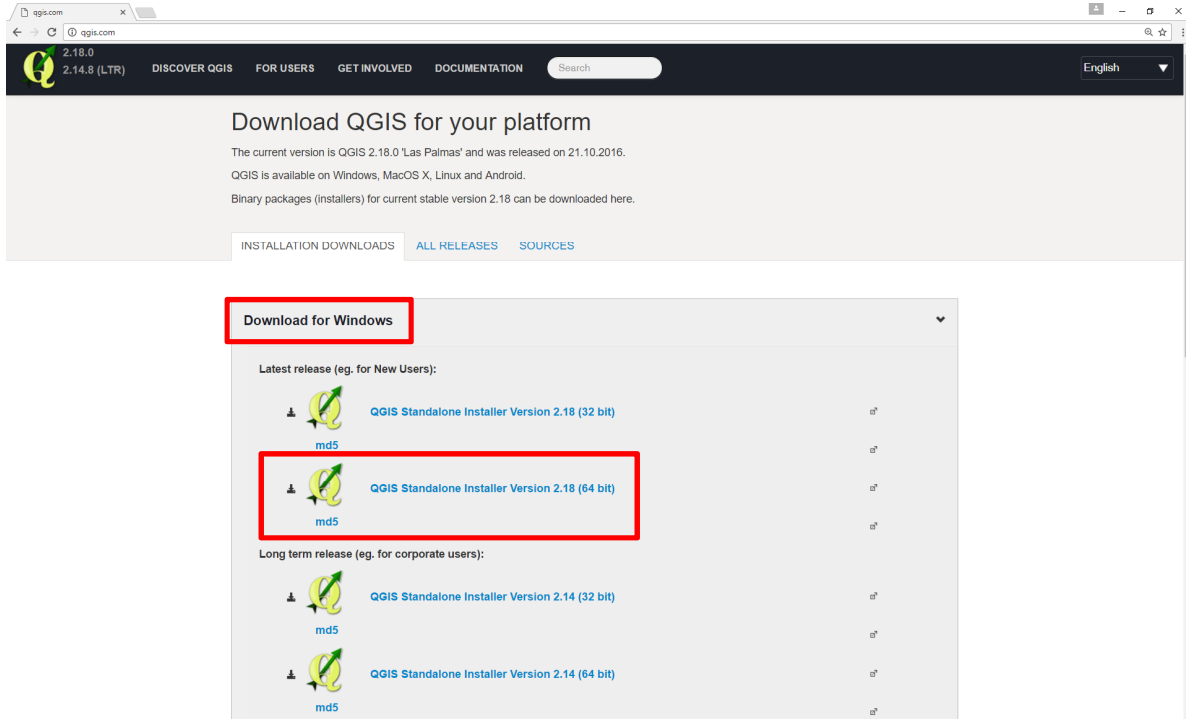 qgis.com
qgis.com
2.18.0
2.14.8 (LTR)
DISCOVER QGIS FOR USERS GET INVOLVED DOCUMENTATION Search English
Download QGIS for your platform
The current version is QGIS 2.18.0 'Las Palmas' and was released on 21.10.2016.
QGIS is available on Windows, MacOS X, Linux and Android.
Binary packages (installers) for current stable version 2.18 can be downloaded here.
INSTALLATION DOWNLOADS ALL RELEASES SOURCES
Download for Windows
Latest release (eg. for New Users):
QGIS Standalone Installer Version 2.18 (32 bit)
md5
QGIS Standalone Installer Version 2.18 (64 bit)
md5
Long term release (eg. for corporate users):
QGIS Standalone Installer Version 2.14 (32 bit)
md5
QGIS Standalone Installer Version 2.14 (64 bit)
md5